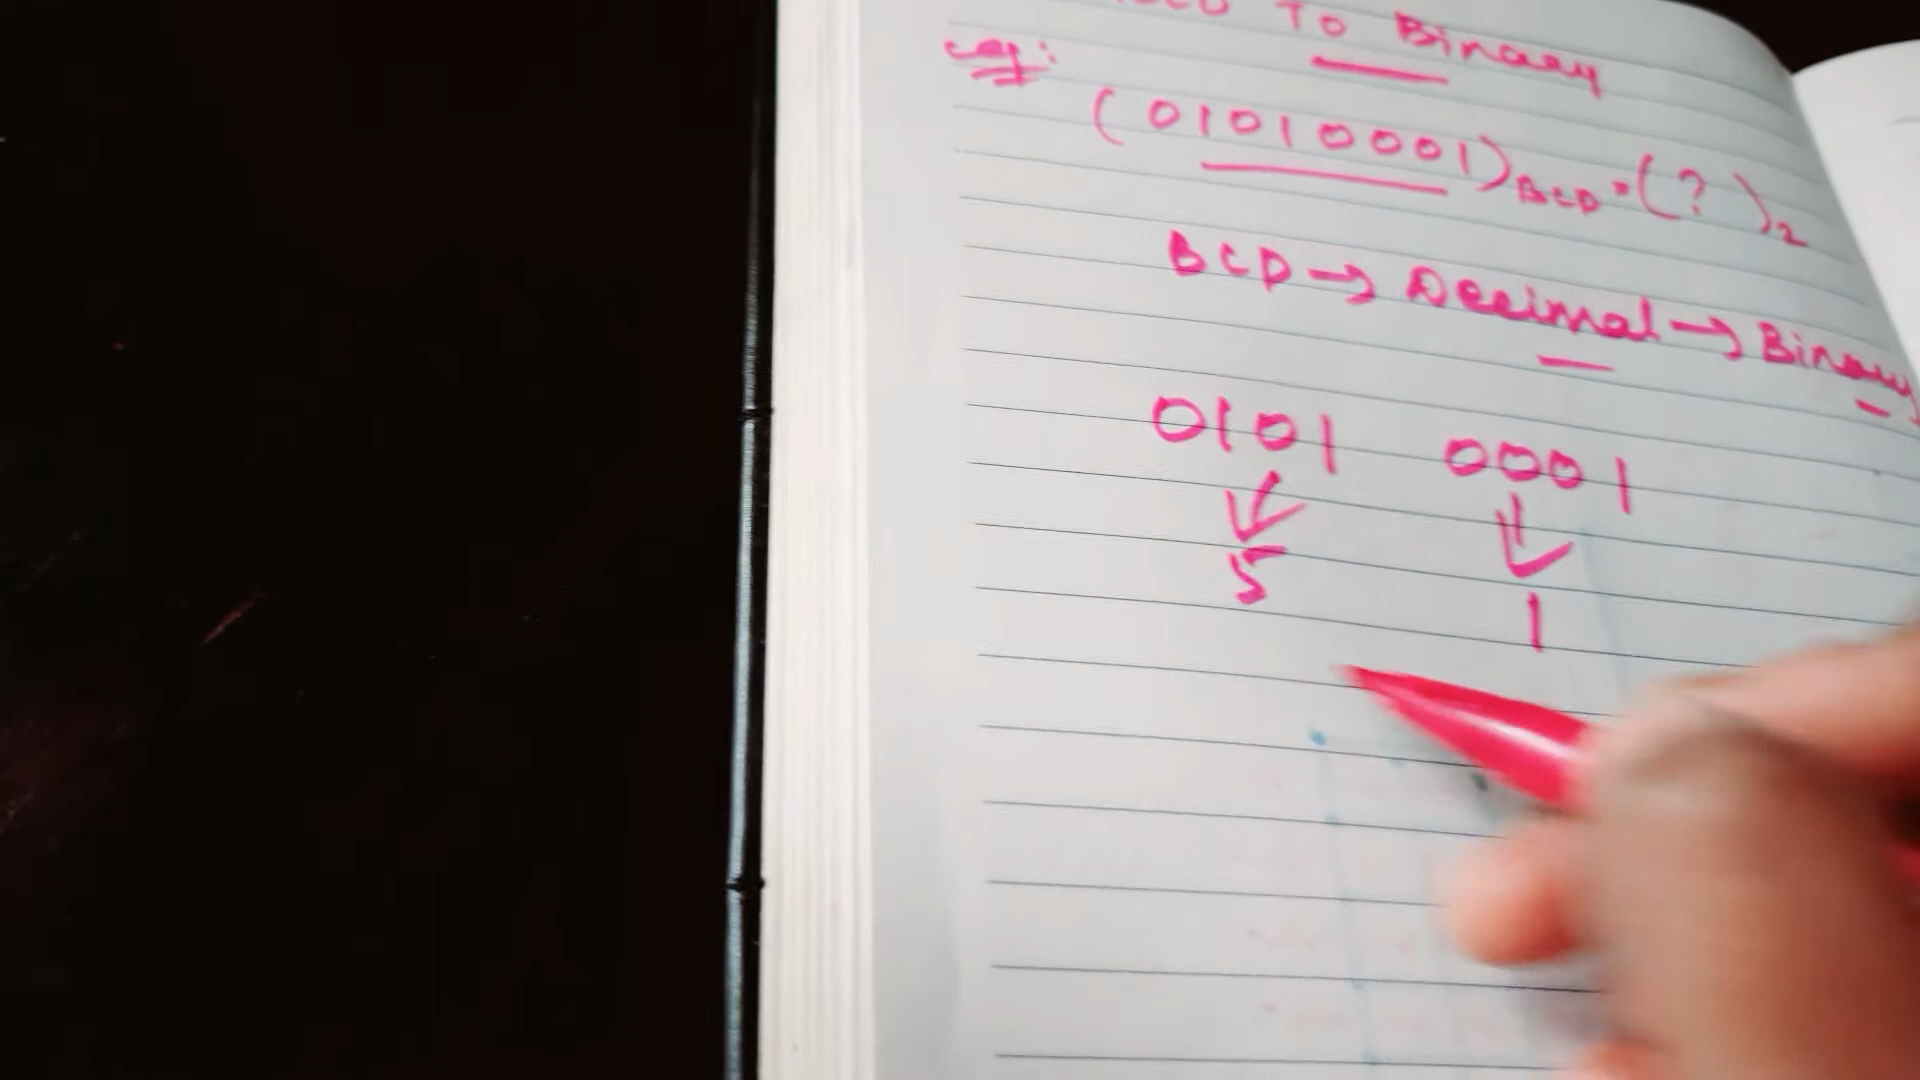 To Binary
eg:
(01010001)BCD = (?)2
BCD → Decimal → Binary
0101 0001
5 1